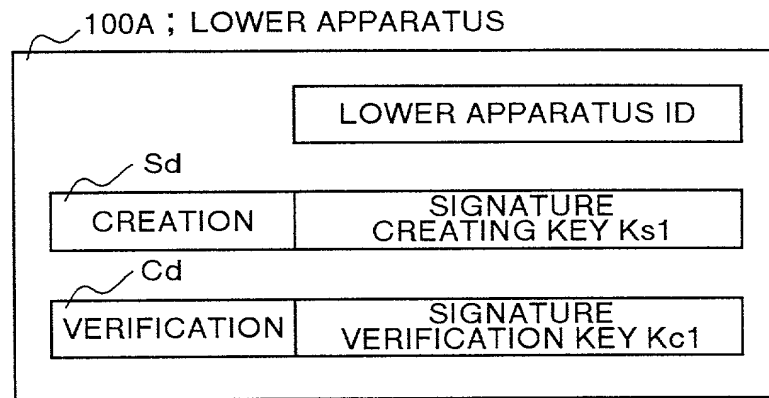 100A ; LOWER APPARATUS
LOWER APPARATUS ID
Sd
CREATION
SIGNATURE
CREATING KEY Ks1
Cd
VERIFICATION
SIGNATURE
VERIFICATION KEY Kc1